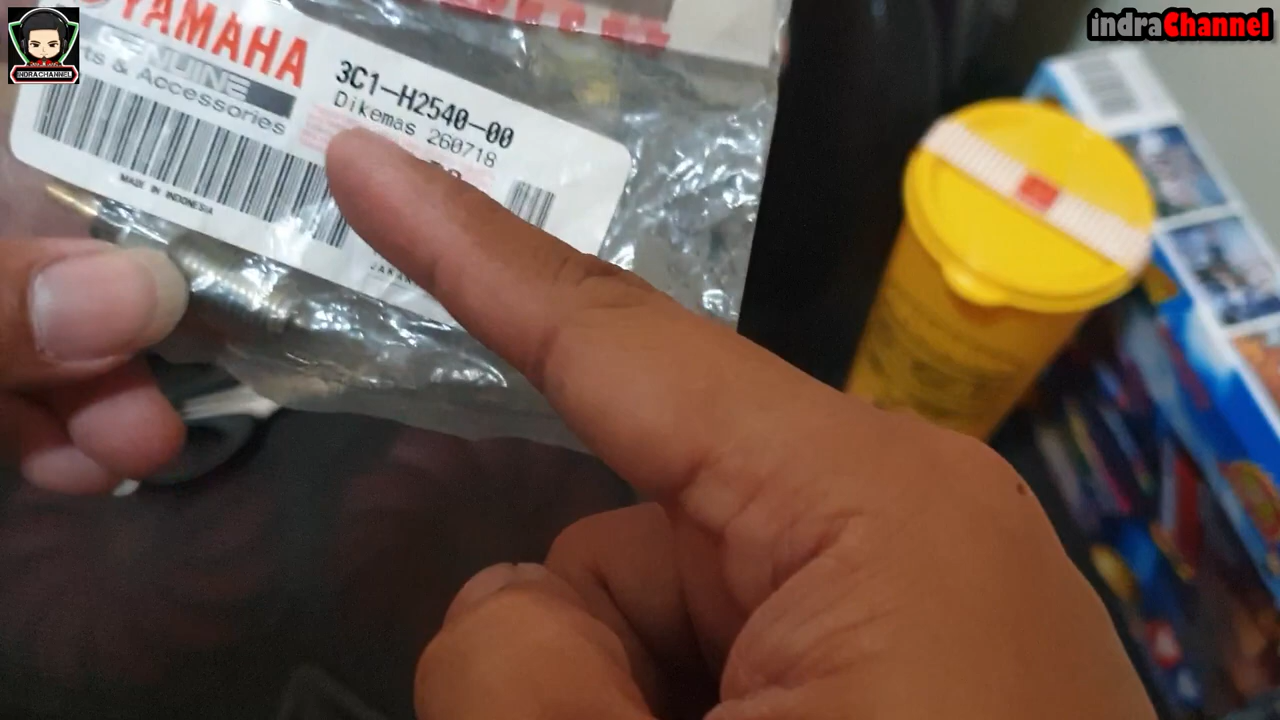 indraChannel
INDRACHANNEL
YAMAHA
GENUINE
Parts & Accessories
3C1-H2540-00
Dikemas 260718
MADE IN INDONESIA